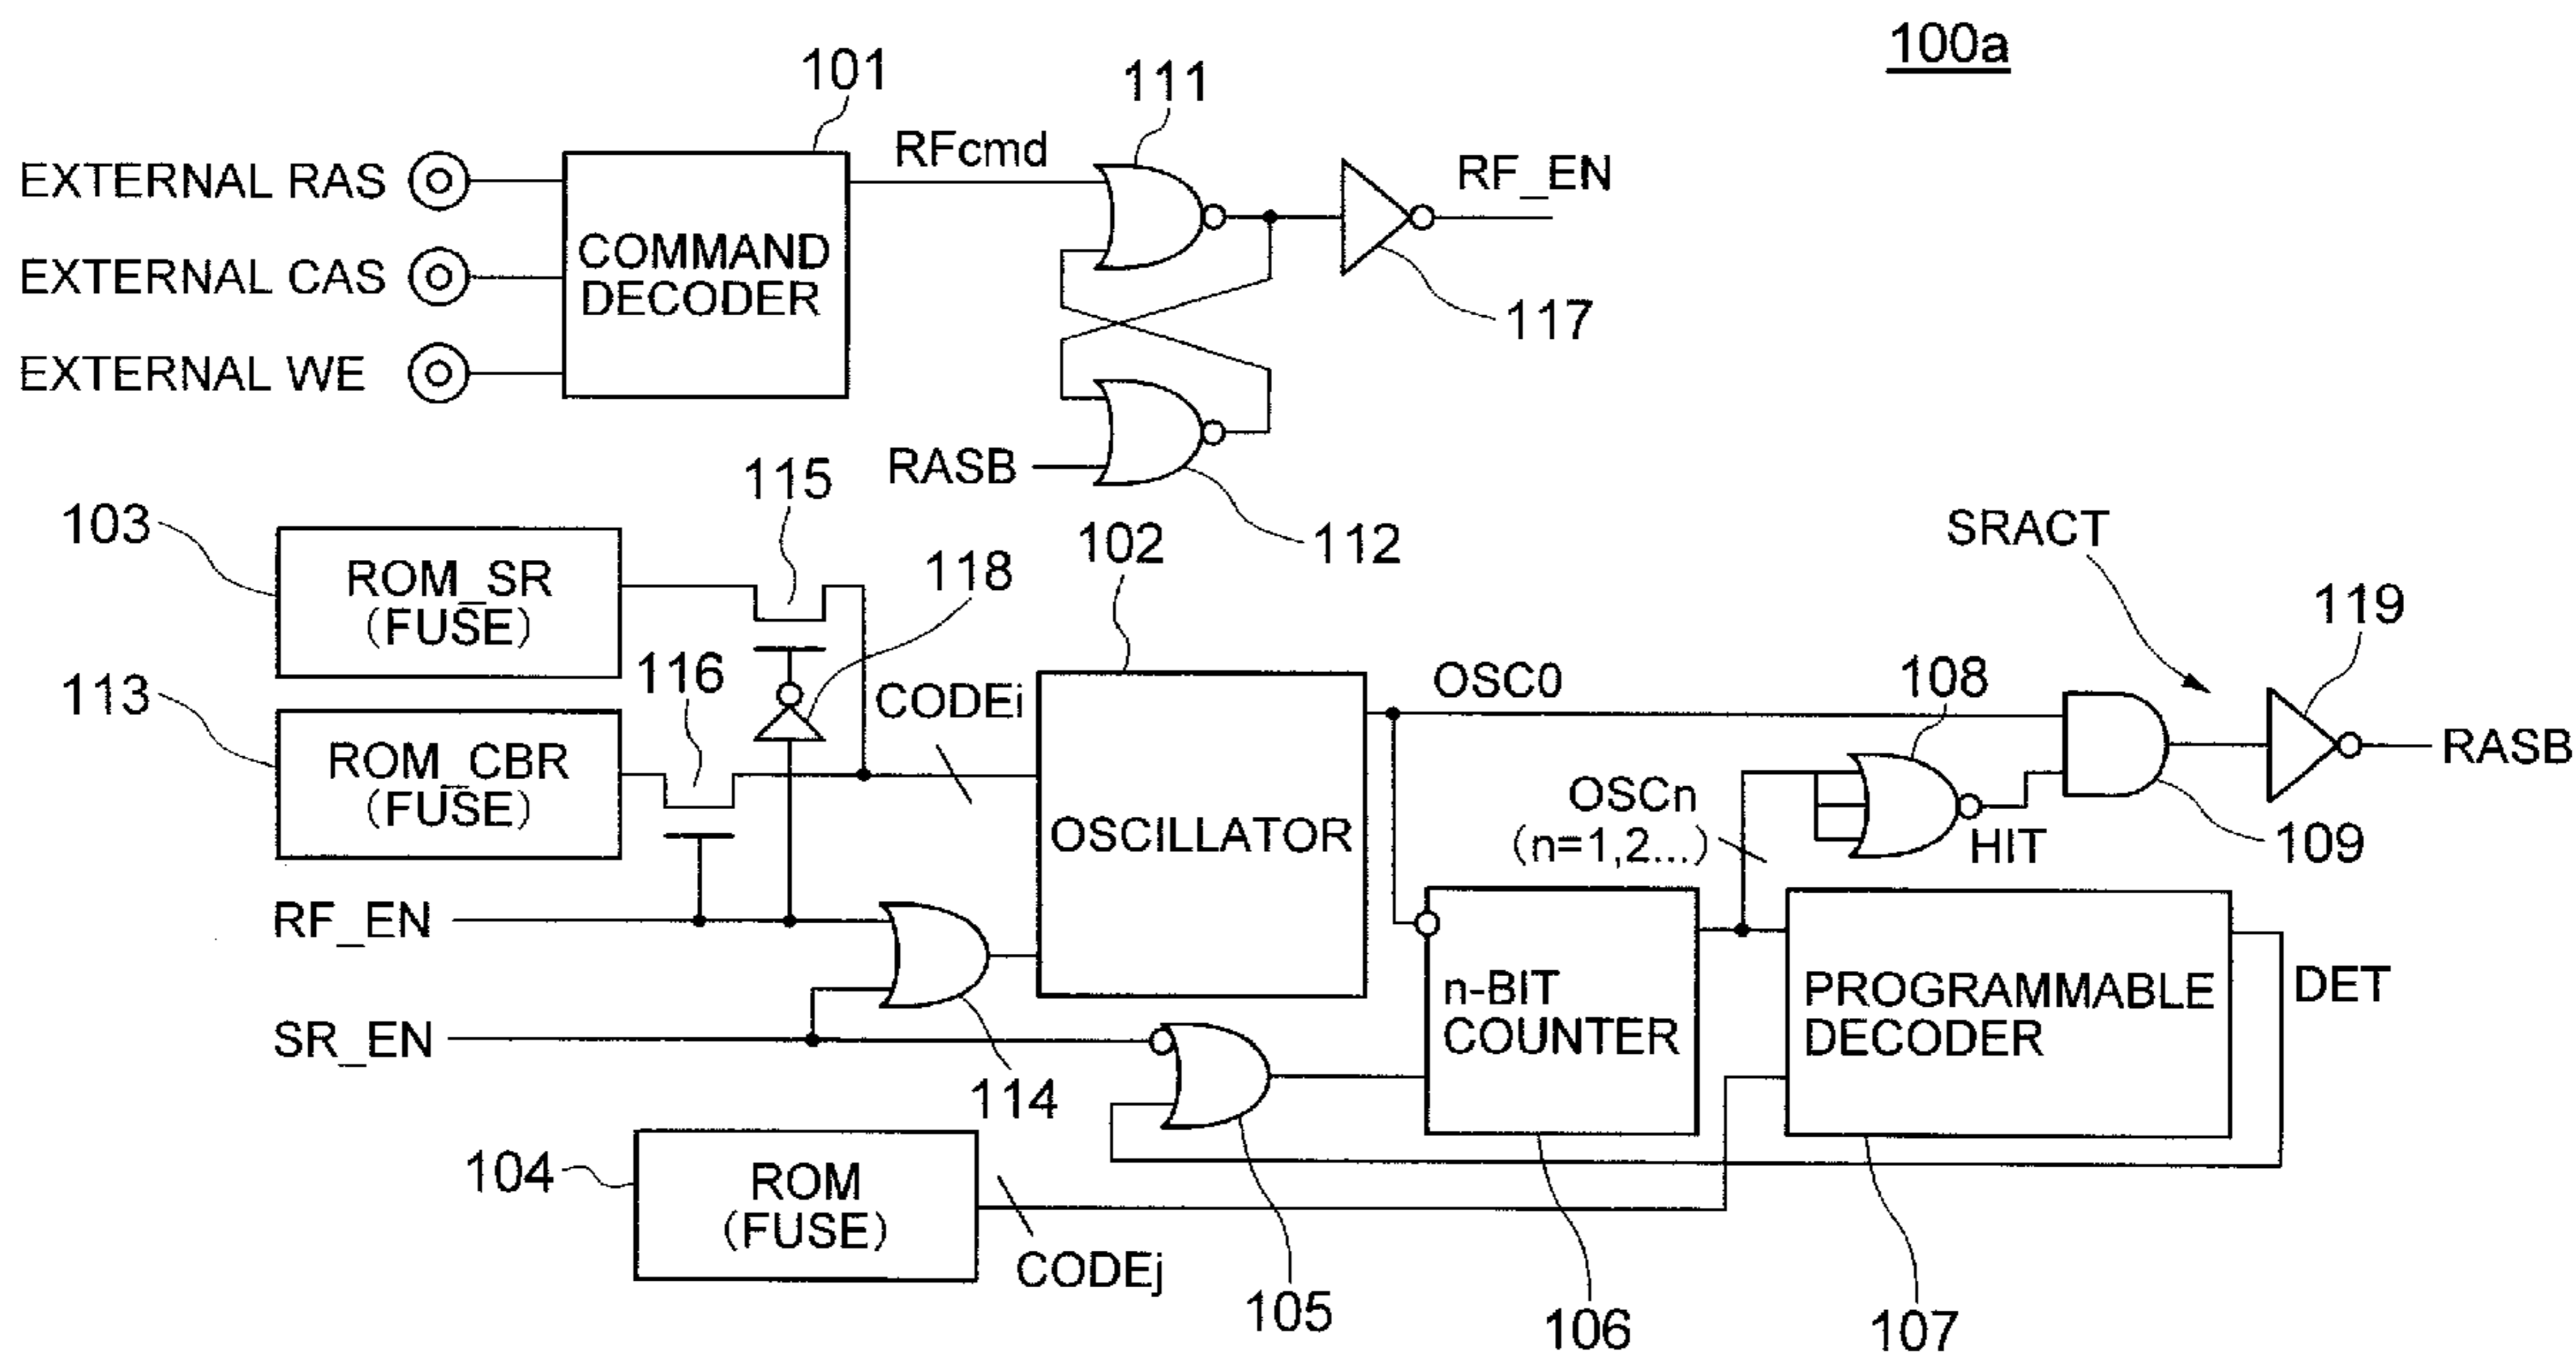 100a
101
111
RFcmd
RF_EN
EXTERNAL RAS
EXTERNAL CAS
EXTERNAL WE
COMMAND
DECODER
117
RASB
112
115
103
ROM_SR
(FUSE)
118
102
SRACT
119
116
113
ROM_CBR
(FUSE)
CODEi
OSC0
108
RASB
OSCILLATOR
OSCn
(n=1,2...)
HIT
109
RF_EN
SR_EN
114
n-BIT
COUNTER
PROGRAMMABLE
DECODER
DET
104
ROM
(FUSE)
CODEj
105
106
107